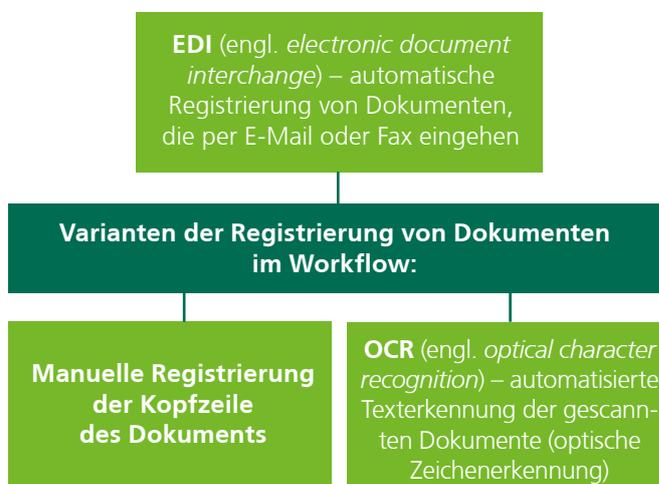 EDI (engl. electronic document
interchange) – automatische
Registrierung von Dokumenten,
die per E-Mail oder Fax eingehen
Varianten der Registrierung von Dokumenten
im Workflow:
Manuelle Registrierung
der Kopfzeile
des Dokuments
OCR (engl. optical character
recognition) – automatisierte
Texterkennung der gescann-
ten Dokumente (optische
Zeichenerkennung)